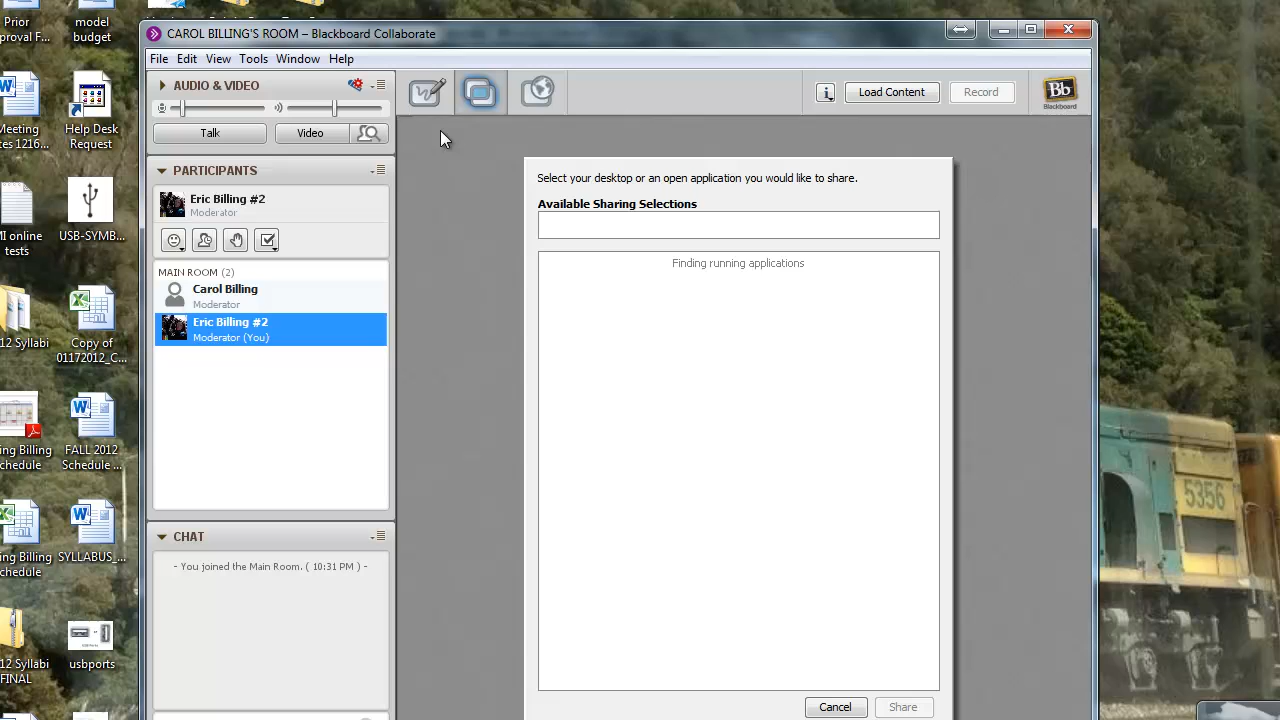 Prior
proval F...
model
budget
Meeting
tes 1216...
Help Desk
Request
MI online
tests
USB-SYMB...
12 Syllabi
Copy of
01172012_C...
ing Billing
chedule
FALL 2012
Schedule ...
ing Billing
chedule
SYLLABUS_...
12 Syllabi
FINAL
usbports
CAROL BILLING'S ROOM – Blackboard Collaborate
File Edit View Tools Window Help
AUDIO & VIDEO
Talk Video
PARTICIPANTS
Eric Billing #2
Moderator
MAIN ROOM (2)
Carol Billing
Moderator
Eric Billing #2
Moderator (You)
CHAT
- You joined the Main Room. ( 10:31 PM ) -
i Load Content Record
Bb
Blackboard
Select your desktop or an open application you would like to share.
Available Sharing Selections
Finding running applications
Cancel Share
5356